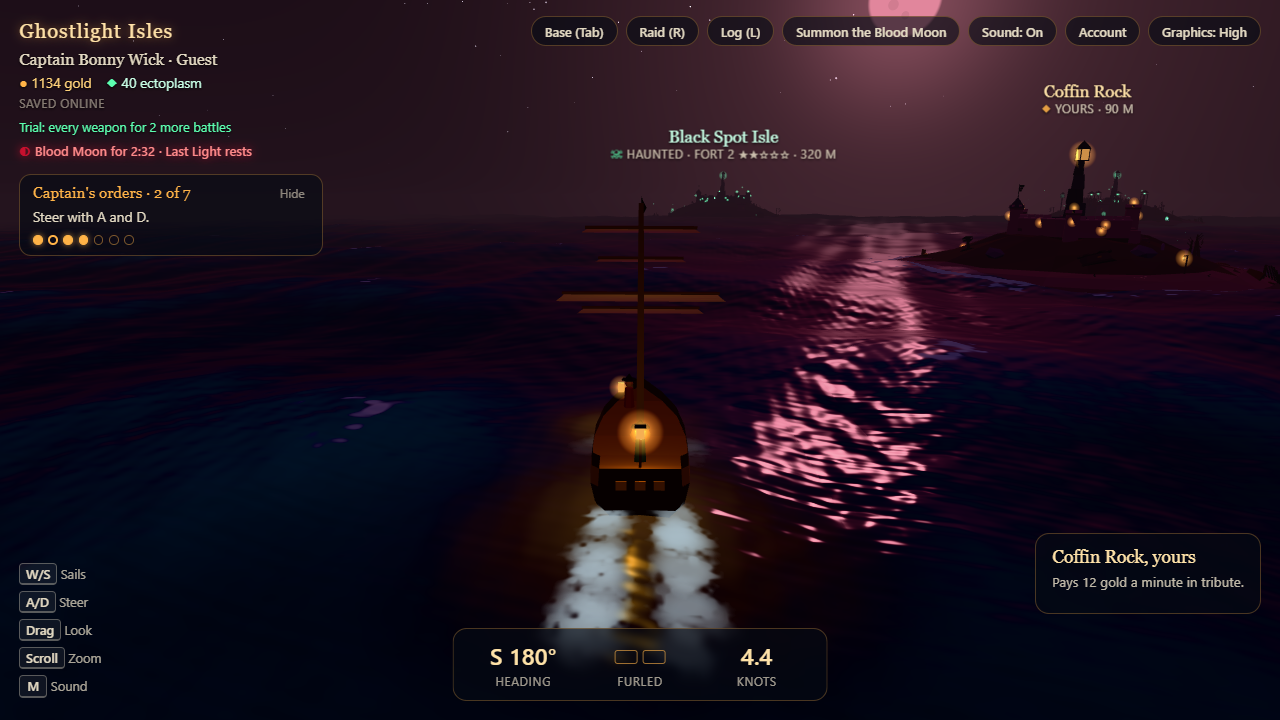 Ghostlight Isles
Captain Bonny Wick · Guest
1134 gold 40 ectoplasm
SAVED ONLINE
Trial: every weapon for 2 more battles
Blood Moon for 2:32 · Last Light rests
Captain's orders · 2 of 7 Hide
Steer with A and D.
Base (Tab) Raid (R) Log (L) Summon the Blood Moon Sound: On Account Graphics: High
Coffin Rock
YOURS · 90 M
Black Spot Isle
HAUNTED · FORT 2 ★★☆☆☆ · 320 M
Coffin Rock, yours
Pays 12 gold a minute in tribute.
W/S Sails
A/D Steer
Drag Look
Scroll Zoom
M Sound
S 180° 4.4
HEADING FURLED KNOTS